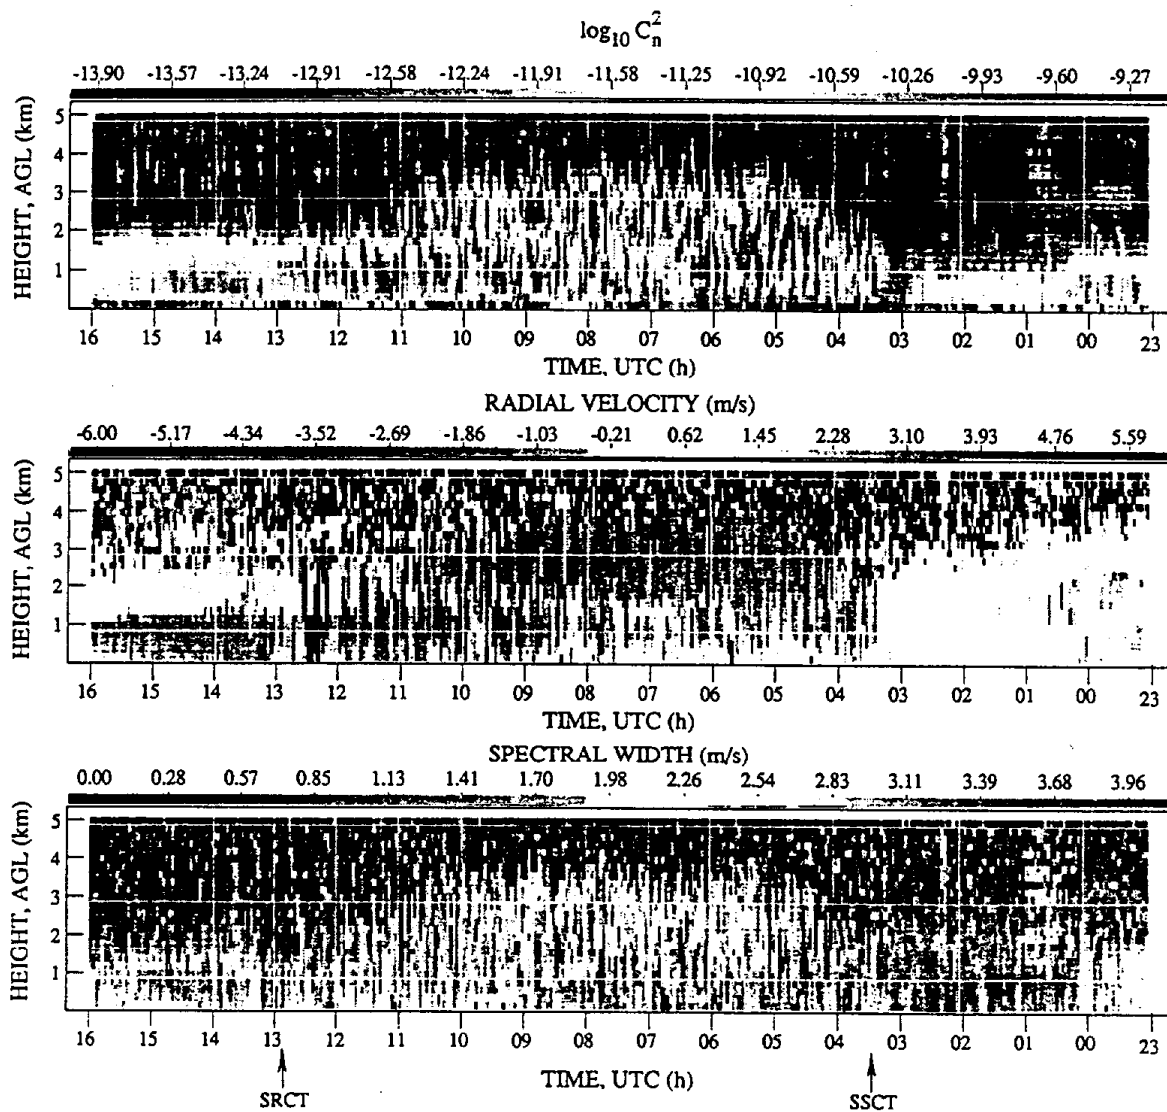 log10 C_n^2
-13.90 -13.57 -13.24 -12.91 -12.58 -12.24 -11.91 -11.58 -11.25 -10.92 -10.59 -10.26 -9.93 -9.60 -9.27
HEIGHT, AGL (km)
5
4
3
2
1
16 15 14 13 12 11 10 09 08 07 06 05 04 03 02 01 00 23
TIME, UTC (h)
RADIAL VELOCITY (m/s)
-6.00 -5.17 -4.34 -3.52 -2.69 -1.86 -1.03 -0.21 0.62 1.45 2.28 3.10 3.93 4.76 5.59
HEIGHT, AGL (km)
5
4
3
2
1
16 15 14 13 12 11 10 09 08 07 06 05 04 03 02 01 00 23
TIME, UTC (h)
SPECTRAL WIDTH (m/s)
0.00 0.28 0.57 0.85 1.13 1.41 1.70 1.98 2.26 2.54 2.83 3.11 3.39 3.68 3.96
HEIGHT, AGL (km)
5
4
3
2
1
16 15 14 13 12 11 10 09 08 07 06 05 04 03 02 01 00 23
TIME, UTC (h)
SRCT SSCT